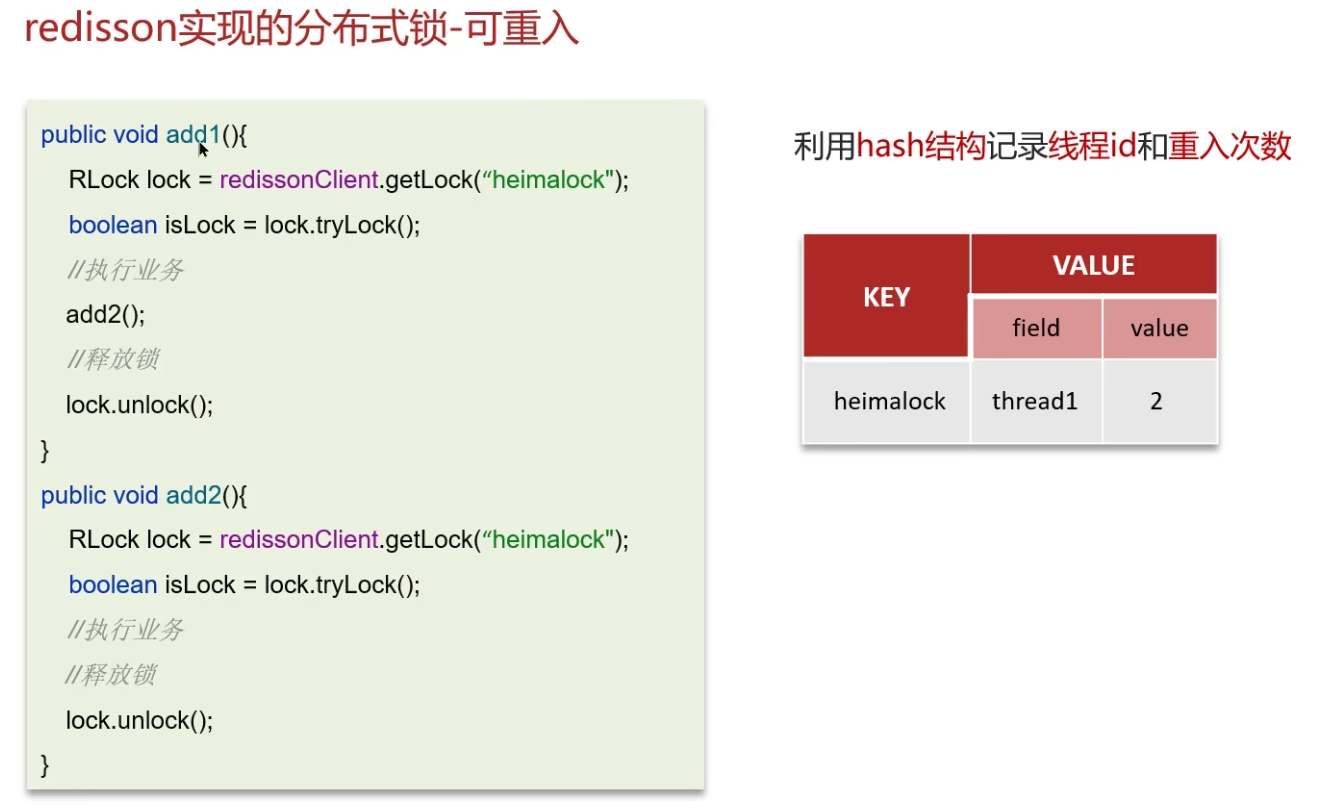 redisson实现的分布式锁-可重入
public void add1(){
RLock lock = redissonClient.getLock(“heimalock");
boolean isLock = lock.tryLock();
//执行业务
add2();
//释放锁
lock.unlock();
}
public void add2(){
RLock lock = redissonClient.getLock(“heimalock");
boolean isLock = lock.tryLock();
//执行业务
//释放锁
lock.unlock();
}
利用hash结构记录线程id和重入次数
KEY VALUE
field value
heimalock thread1 2